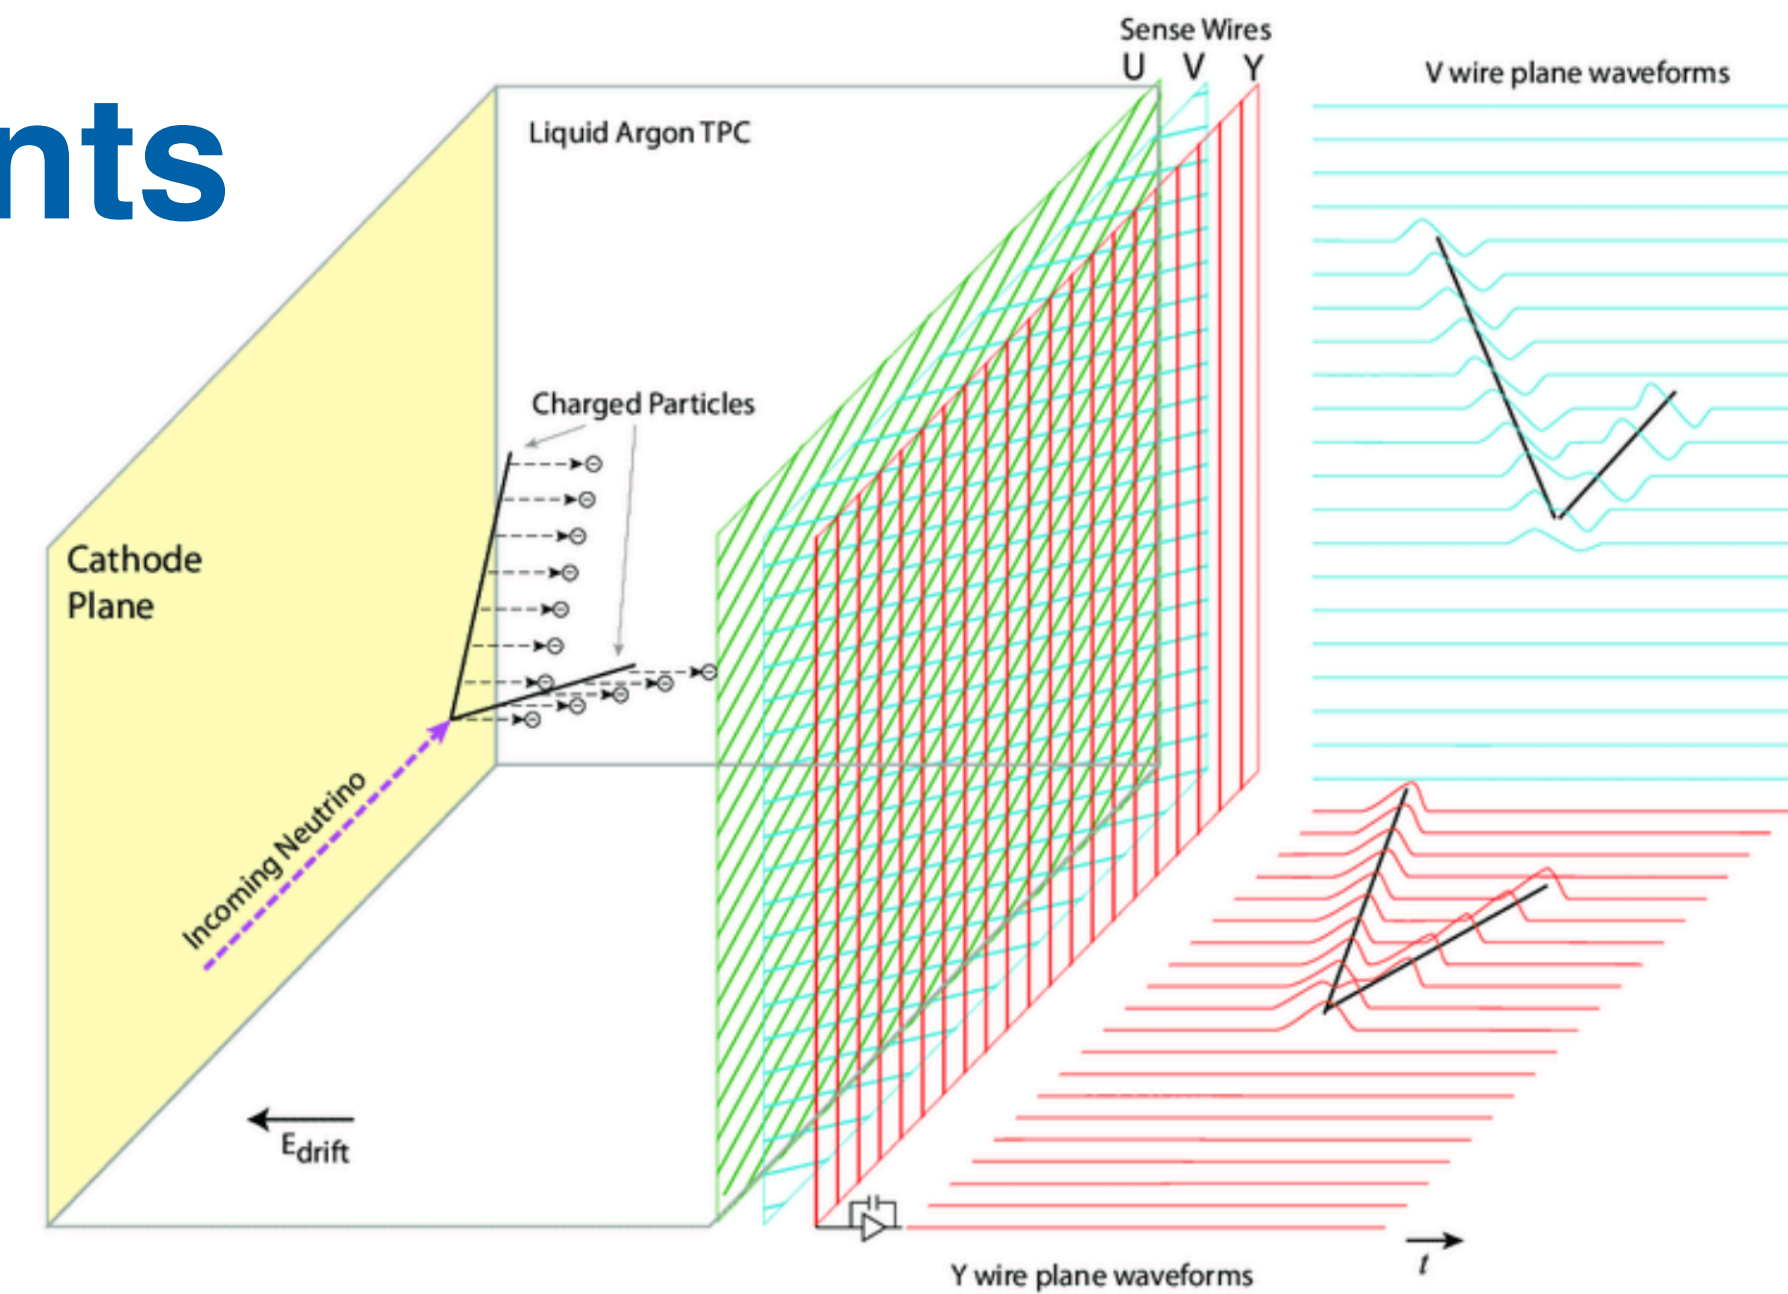 nts
Sense Wires
U V Y
V wire plane waveforms
Liquid Argon TPC
Charged Particles
Cathode
Plane
Incoming Neutrino
Edrift
t
Y wire plane waveforms